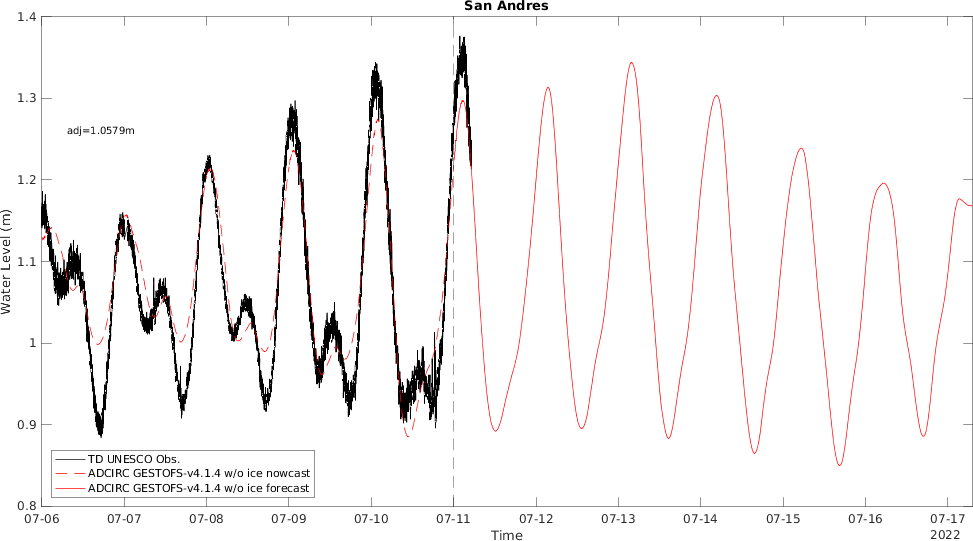 San Andres
1.4
1.3
adj=1.0579m
1.2
1.1
Water Level (m)
1
0.9
TD UNESCO Obs.
ADCIRC GESTOFS-v4.1.4 w/o ice nowcast
ADCIRC GESTOFS-v4.1.4 w/o ice forecast
0.8
07-06 07-07 07-08 07-09 07-10 07-11 07-12 07-13 07-14 07-15 07-16 07-17
Time 2022